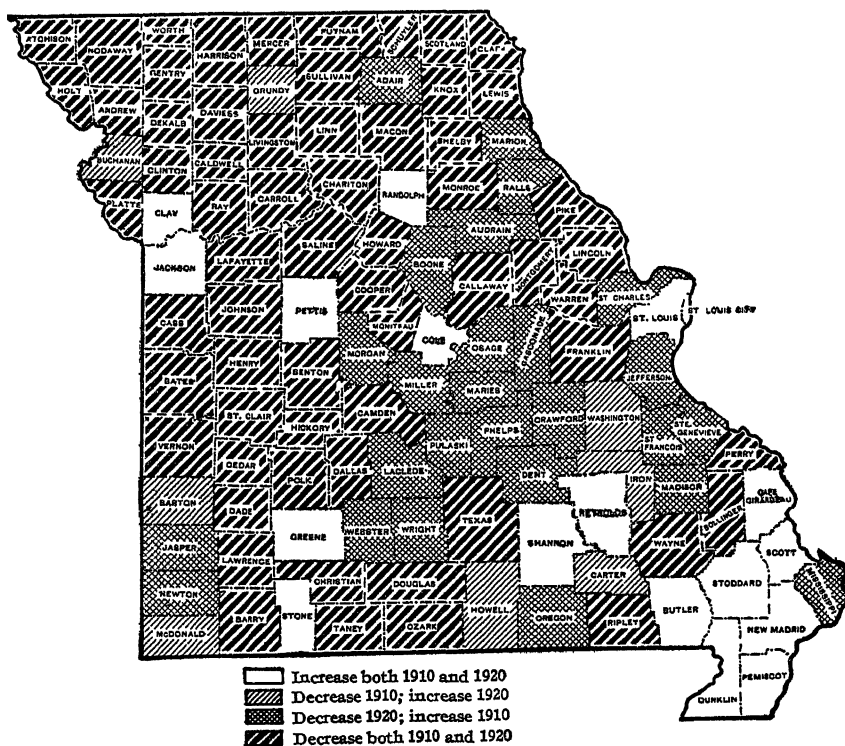 ATCHISON
NODAWAY
WORTH
HARRISON
MERCER
PUTNAM
SCHUYLER
SCOTLAND
CLARK
HOLT
ANDREW
GENTRY
GRUNDY
SULLIVAN
ADAIR
KNOX
LEWIS
DEKALB
DAVIESS
LIVINGSTON
LINN
MACON
SHELBY
MARION
BUCHANAN
CLINTON
CALDWELL
CHARITON
RANDOLPH
MONROE
RALLS
PLATTE
CLAY
RAY
CARROLL
PIKE
SALINE
HOWARD
BOONE
AUDRAIN
JACKSON
LAFAYETTE
COOPER
CALLAWAY
MONTGOMERY
LINCOLN
WARREN
ST. CHARLES
ST. LOUIS
ST. LOUIS CITY
CASS
JOHNSON
PETTIS
MONITEAU
COLE
OSAGE
GASCONADE
FRANKLIN
JEFFERSON
BATES
HENRY
BENTON
MORGAN
MILLER
MARIES
CRAWFORD
WASHINGTON
STE. GENEVIEVE
ST. FRANCOIS
VERNON
ST. CLAIR
HICKORY
CAMDEN
PULASKI
PHELPS
PERRY
CEDAR
POLK
DALLAS
LACLEDE
DENT
IRON
MADISON
CAPE GIRARDEAU
BARTON
DADE
GREENE
WEBSTER
WRIGHT
TEXAS
SHANNON
REYNOLDS
WAYNE
BOLLINGER
SCOTT
JASPER
LAWRENCE
CHRISTIAN
DOUGLAS
HOWELL
CARTER
STODDARD
MISSISSIPPI
NEWTON
STONE
OREGON
RIPLEY
BUTLER
NEW MADRID
McDONALD
BARRY
TANEY
OZARK
DUNKLIN
PEMISCOT
Increase both 1910 and 1920
Decrease 1910; increase 1920
Decrease 1920; increase 1910
Decrease both 1910 and 1920